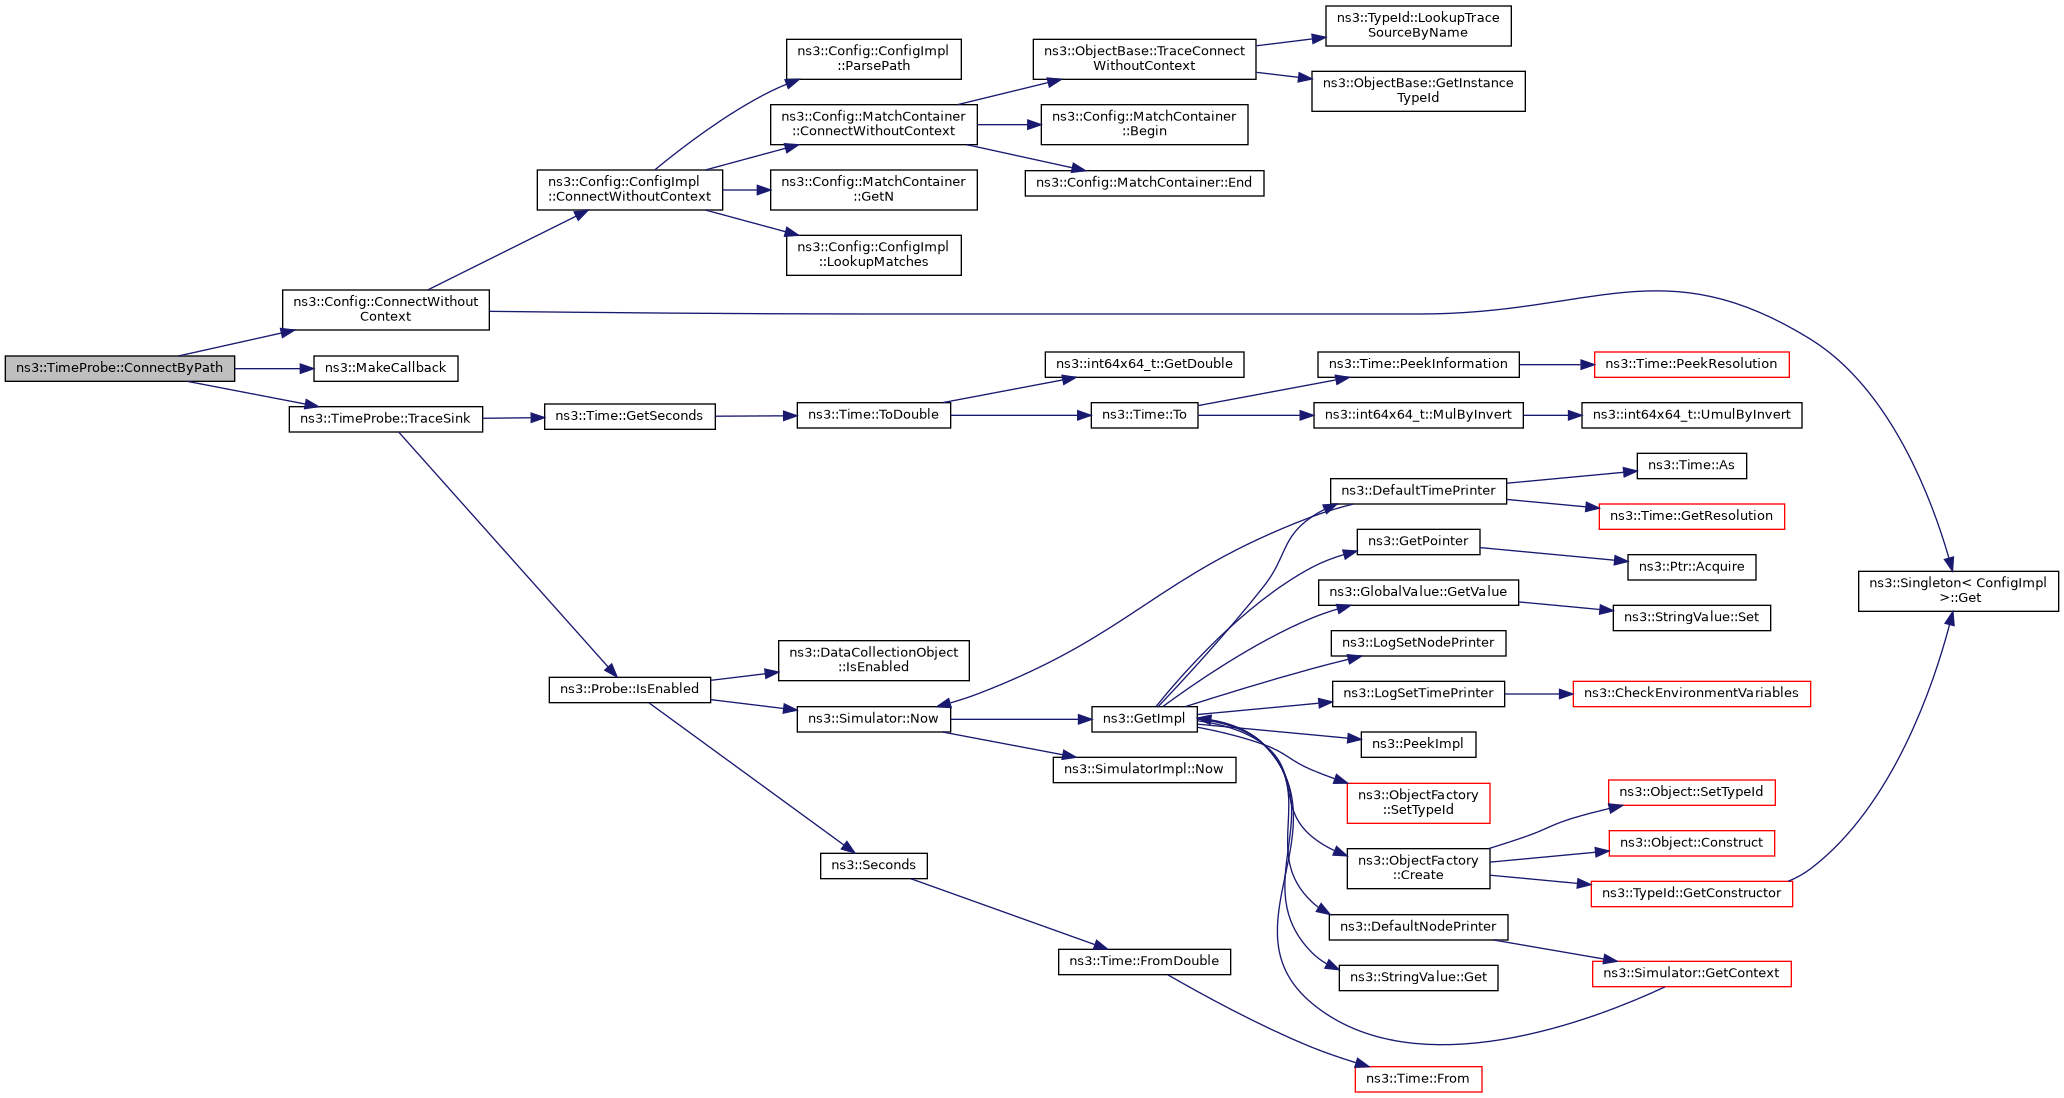 ns3::TypeId::LookupTrace
SourceByName
ns3::Config::ConfigImpl
::ParsePath
ns3::ObjectBase::TraceConnect
WithoutContext
ns3::ObjectBase::GetInstance
TypeId
ns3::Config::MatchContainer
::ConnectWithoutContext
ns3::Config::MatchContainer
::Begin
ns3::Config::ConfigImpl
::ConnectWithoutContext
ns3::Config::MatchContainer
::GetN
ns3::Config::MatchContainer::End
ns3::Config::ConfigImpl
::LookupMatches
ns3::Config::ConnectWithout
Context
ns3::TimeProbe::ConnectByPath
ns3::MakeCallback
ns3::int64x64_t::GetDouble
ns3::Time::PeekInformation
ns3::Time::PeekResolution
ns3::TimeProbe::TraceSink
ns3::Time::GetSeconds
ns3::Time::ToDouble
ns3::Time::To
ns3::int64x64_t::MulByInvert
ns3::int64x64_t::UmulByInvert
ns3::Time::As
ns3::DefaultTimePrinter
ns3::Time::GetResolution
ns3::GetPointer
ns3::Ptr::Acquire
ns3::Singleton< ConfigImpl
>::Get
ns3::GlobalValue::GetValue
ns3::StringValue::Set
ns3::LogSetNodePrinter
ns3::DataCollectionObject
::IsEnabled
ns3::Probe::IsEnabled
ns3::LogSetTimePrinter
ns3::CheckEnvironmentVariables
ns3::Simulator::Now
ns3::GetImpl
ns3::PeekImpl
ns3::SimulatorImpl::Now
ns3::ObjectFactory
::SetTypeId
ns3::Object::SetTypeId
ns3::Object::Construct
ns3::Seconds
ns3::ObjectFactory
::Create
ns3::TypeId::GetConstructor
ns3::DefaultNodePrinter
ns3::Time::FromDouble
ns3::StringValue::Get
ns3::Simulator::GetContext
ns3::Time::From